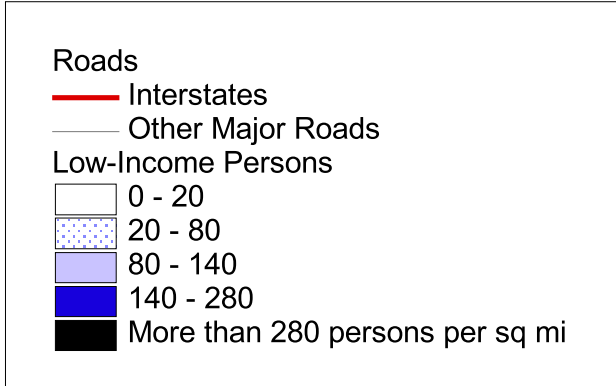 Roads
Interstates
Other Major Roads
Low-Income Persons
0 - 20
20 - 80
80 - 140
140 - 280
More than 280 persons per sq mi